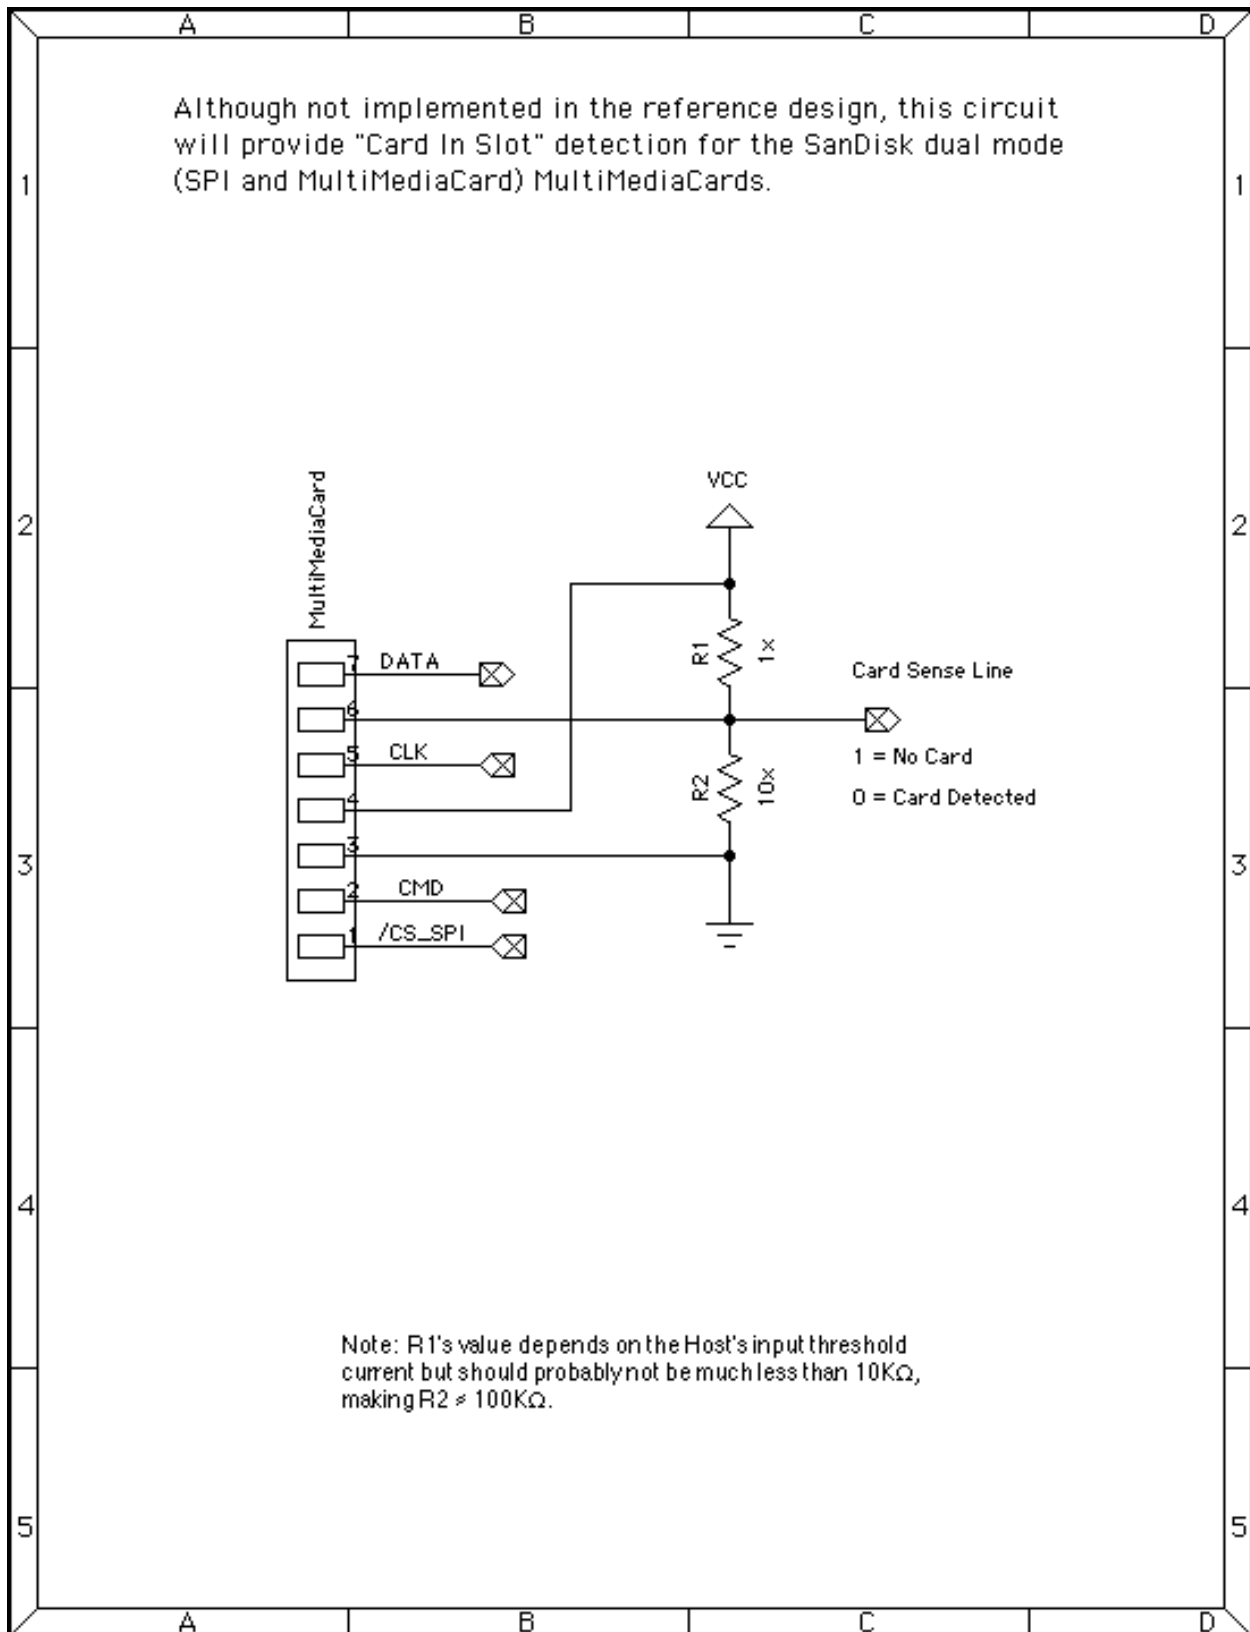 A B C D
Although not implemented in the reference design, this circuit
will provide "Card In Slot" detection for the SanDisk dual mode
(SPI and MultiMediaCard) MultiMediaCards.
1 1
MultiMediaCard
VCC
2 2
R1 1x
7 DATA
Card Sense Line
6
5 CLK
1 = No Card
R2 10x
4
0 = Card Detected
3
3 3
2 CMD
1 /CS_SPI
4 4
Note: R1's value depends on the Host's input threshold
current but should probably not be much less than 10KΩ,
making R2 ≠ 100KΩ.
5 5
A B C D